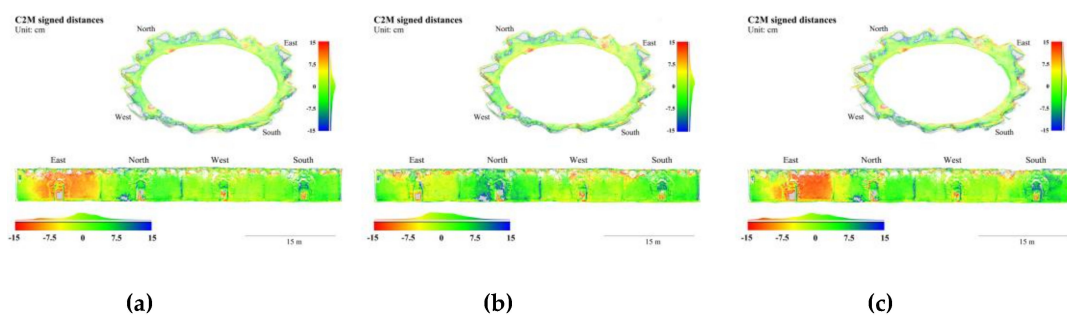 C2M signed distances
Unit: cm
North
East
15
7.5
0
-7.5
-15
West
South
East North West South
-15 -7.5 0 7.5 15
15 m
(a)
C2M signed distances
Unit: cm
North
East
15
7.5
0
-7.5
-15
West
South
East North West South
-15 -7.5 0 7.5 15
15 m
(b)
C2M signed distances
Unit: cm
North
East
15
7.5
0
-7.5
-15
West
South
East North West South
-15 -7.5 0 7.5 15
15 m
(c)